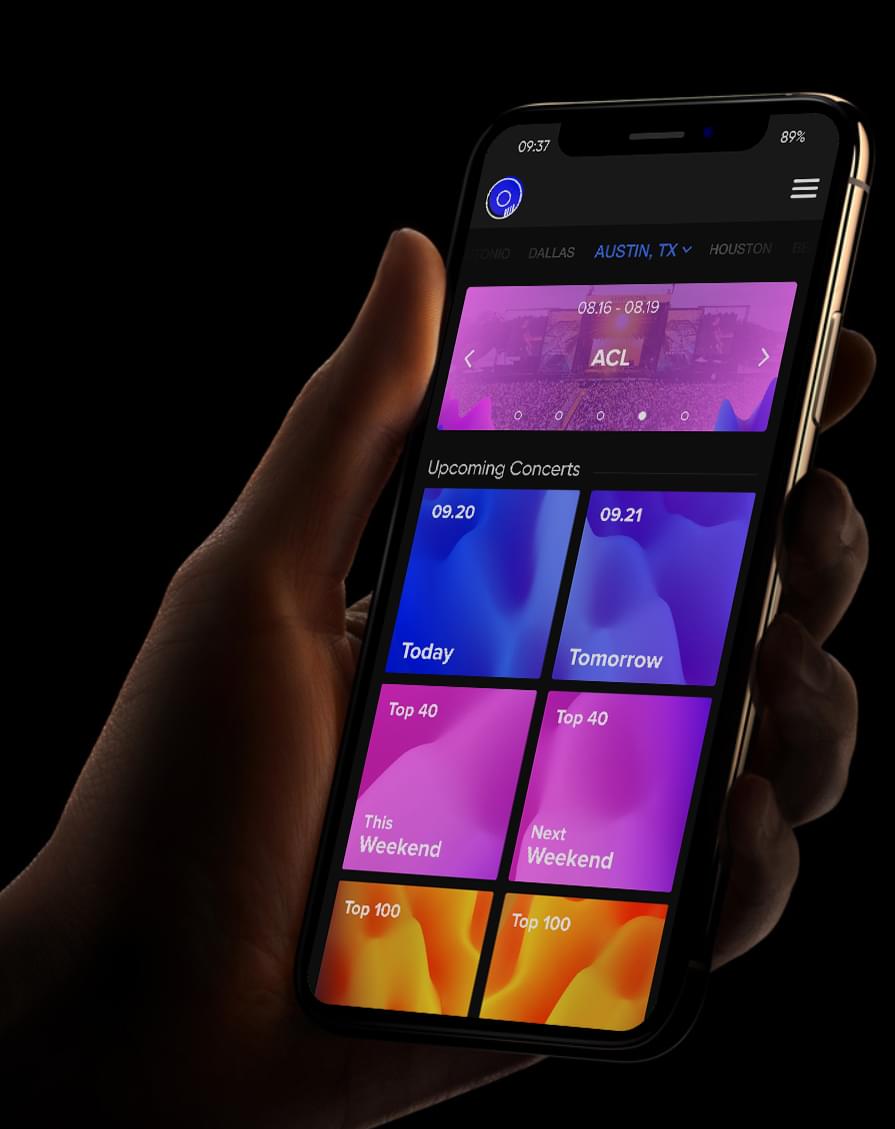 09:37
89%
TONIO DALLAS AUSTIN, TX HOUSTON
08.16 - 08.19
ACL
Upcoming Concerts
09.20
09.21
Today
Tomorrow
Top 40
Top 40
This
Weekend
Next
Weekend
Top 100
Top 100